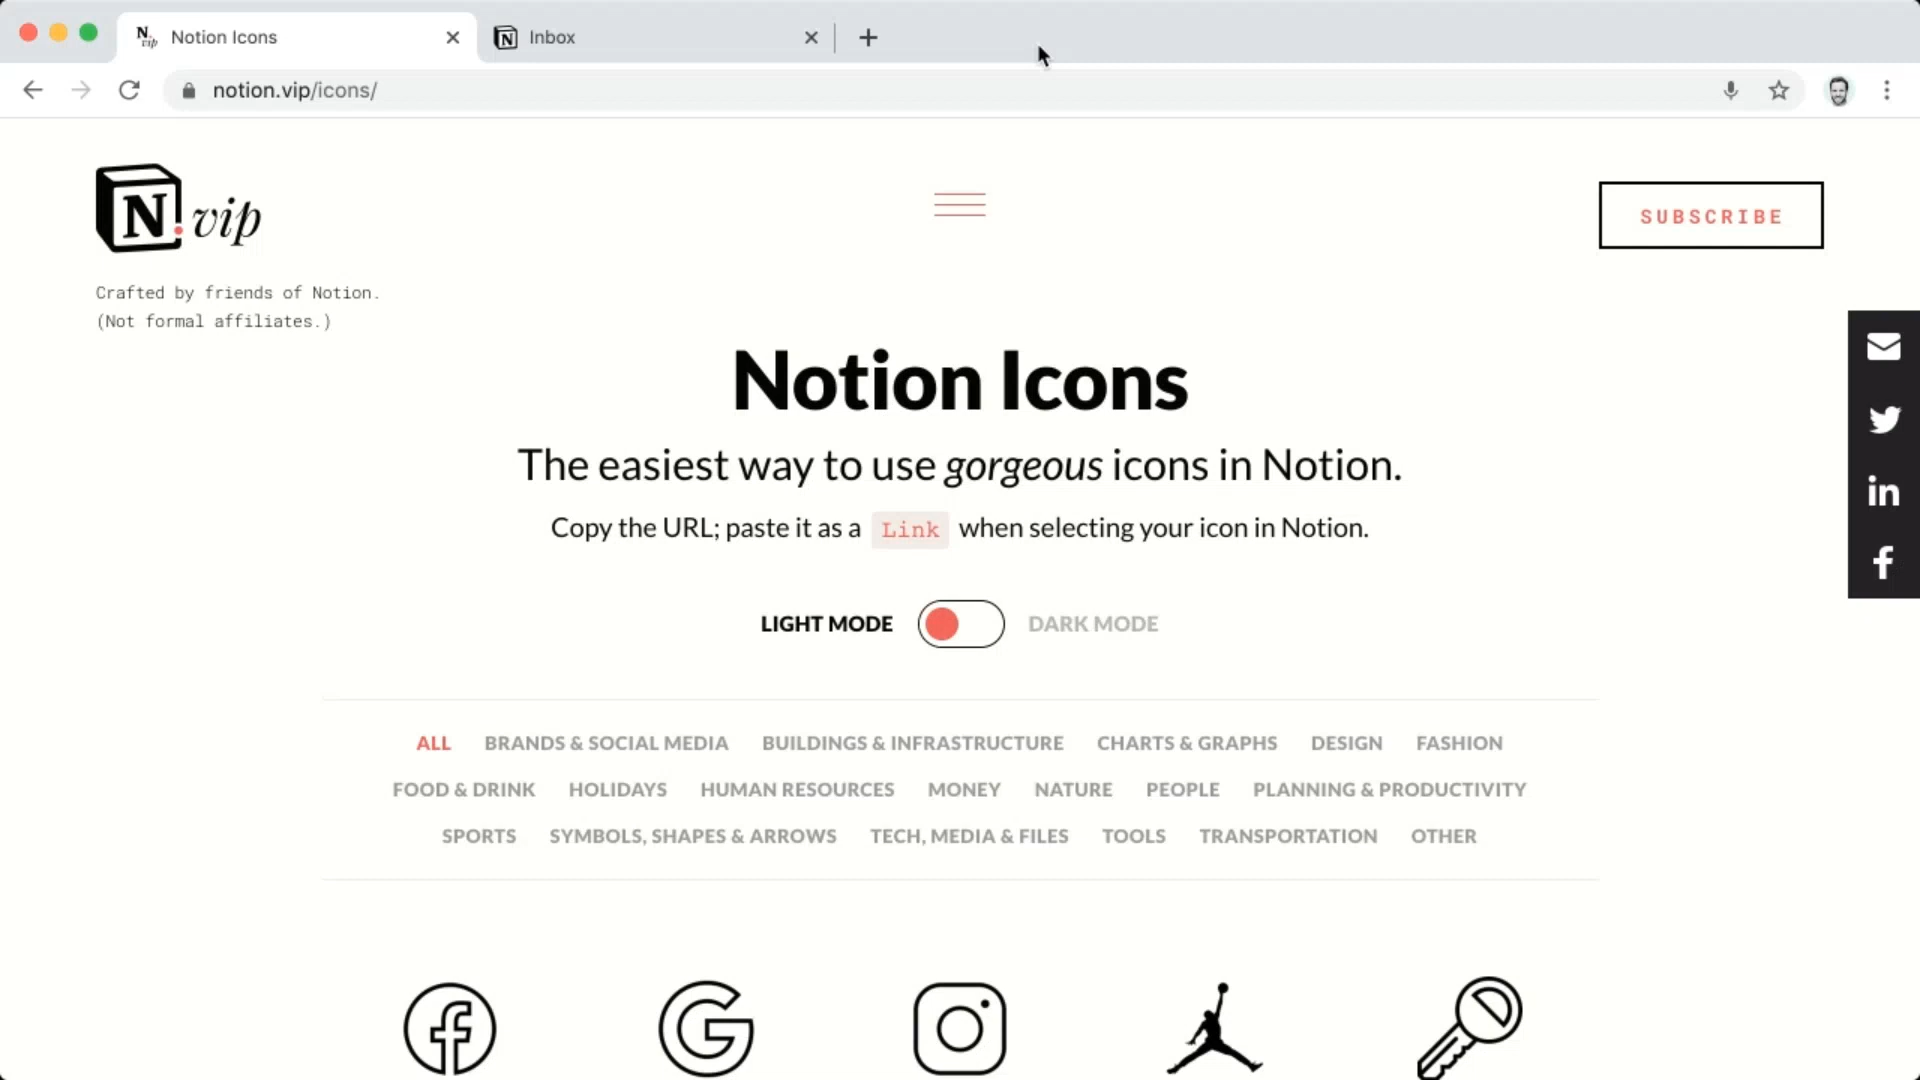 Notion Icons
Inbox
notion.vip/icons/
N.vip
SUBSCRIBE
Crafted by friends of Notion.
(Not formal affiliates.)
Notion Icons
The easiest way to use gorgeous icons in Notion.
Copy the URL; paste it as a Link when selecting your icon in Notion.
LIGHT MODE DARK MODE
ALL BRANDS & SOCIAL MEDIA BUILDINGS & INFRASTRUCTURE CHARTS & GRAPHS DESIGN FASHION
FOOD & DRINK HOLIDAYS HUMAN RESOURCES MONEY NATURE PEOPLE PLANNING & PRODUCTIVITY
SPORTS SYMBOLS, SHAPES & ARROWS TECH, MEDIA & FILES TOOLS TRANSPORTATION OTHER